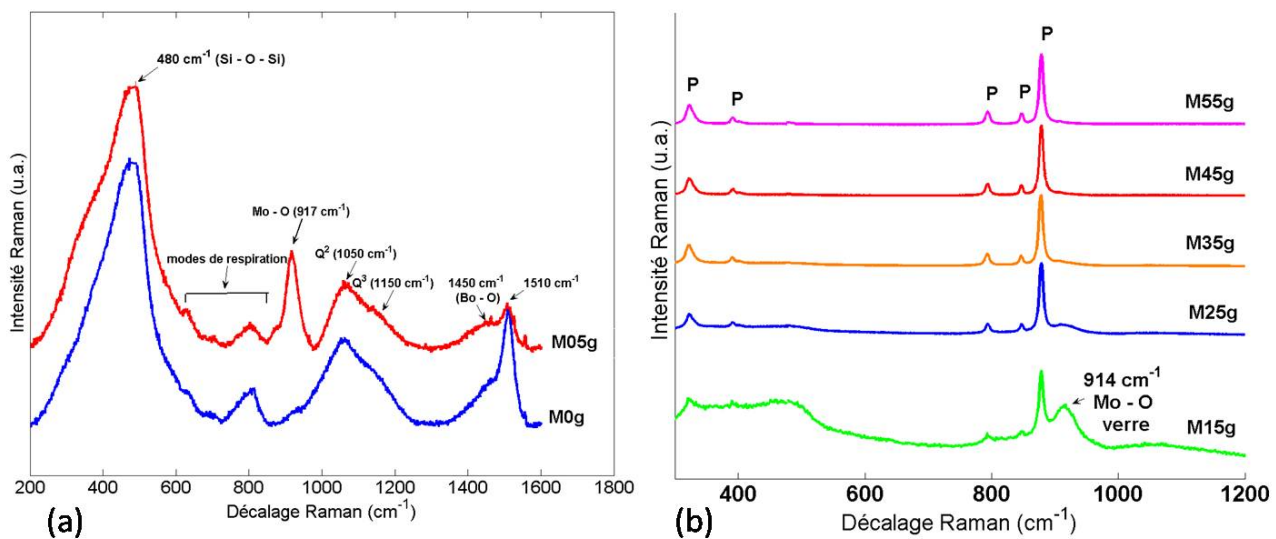 (a)
Intensité Raman (u.a.)
480 cm⁻¹ (Si - O - Si)
Mo - O (917 cm⁻¹)
Q² (1050 cm⁻¹)
modes de respiration
Q³ (1150 cm⁻¹)
1450 cm⁻¹
(Bo - O)
1510 cm⁻¹
M05g
M0g
200 400 600 800 1000 1200 1400 1600 1800
Décalage Raman (cm⁻¹)
(b)
Intensité Raman (u.a.)
P
P
P
P
P
M55g
M45g
M35g
M25g
914 cm⁻¹
Mo - O
verre
M15g
400 600 800 1000 1200
Décalage Raman (cm⁻¹)